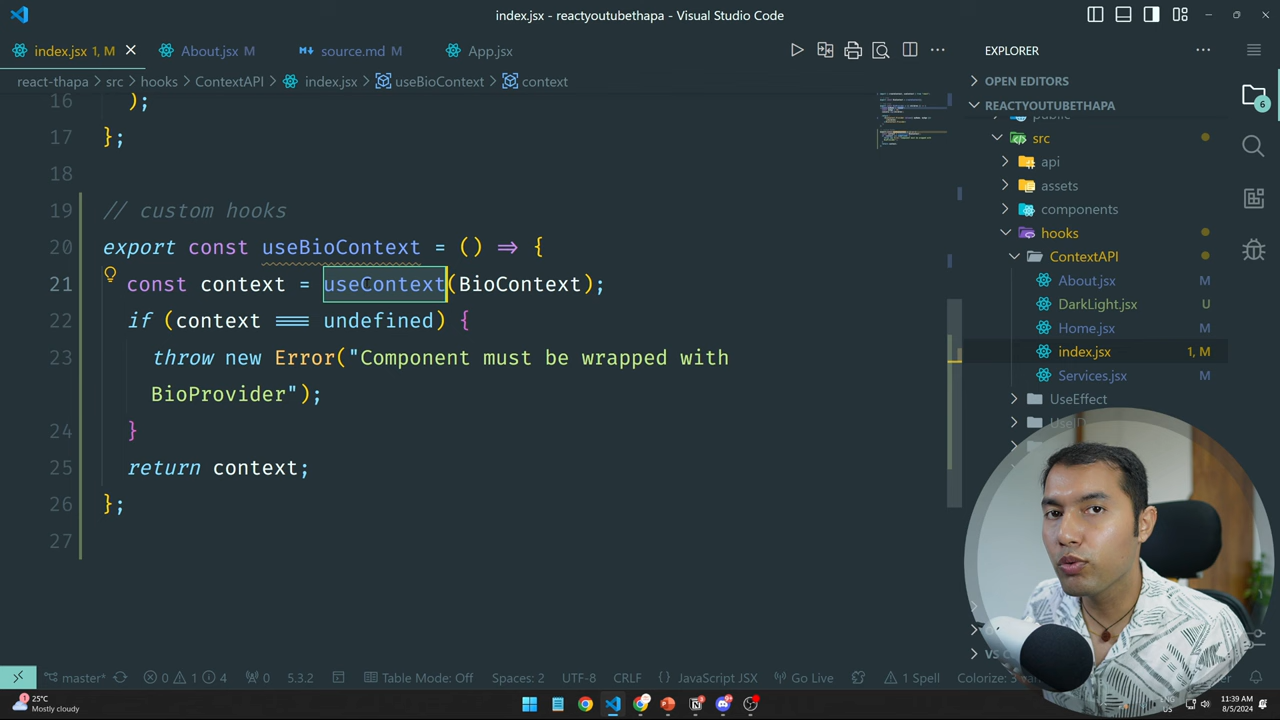 index.jsx - reactyoutubethapa - Visual Studio Code
index.jsx 1, M
About.jsx M
source.md M
App.jsx
EXPLORER
react-thapa > src > hooks > ContextAPI > index.jsx > useBioContext > context
OPEN EDITORS
REACTYOUTUBETHAPA
16 );
17 };
18
19 // custom hooks
20 export const useBioContext = () => {
21 const context = useContext(BioContext);
22 if (context === undefined) {
23 throw new Error("Component must be wrapped with
BioProvider");
24 }
25 return context;
26 };
27
public
src
api
assets
components
hooks
ContextAPI
About.jsx M
DarkLight.jsx U
Home.jsx M
index.jsx 1, M
Services.jsx M
UseEffect
6
master* 0 1 4 0 5.3.2 Table Mode: Off Spaces: 2 UTF-8 CRLF {} JavaScript JSX Go Live 1 Spell
25°C
Mostly cloudy
11:39 AM
8/5/2024